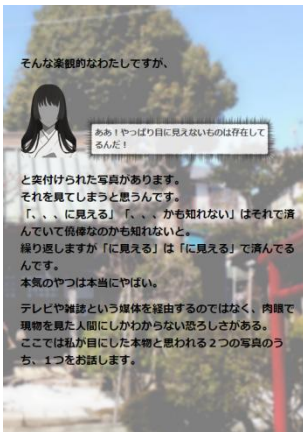 そんな楽観的なわたしですが、
ああ！やっぱり目に見えないものは存在して
るんだ！
と突付けられた写真があります。
それを見てしまうと思うんです。
「、、、に見える」「、、、かも知れない」はそれで済
んでいて僥倖なのかも知れないと。
繰り返しますが「に見える」は「に見える」で済んでる
んです。
本気のやつは本当にやばい。
テレビや雑誌という媒体を経由するのではなく、肉眼で
現物を見た人間にしかわからない恐ろしさがある。
ここでは私が目にした本物と思われる２つの写真のう
ち、１つをお話します。